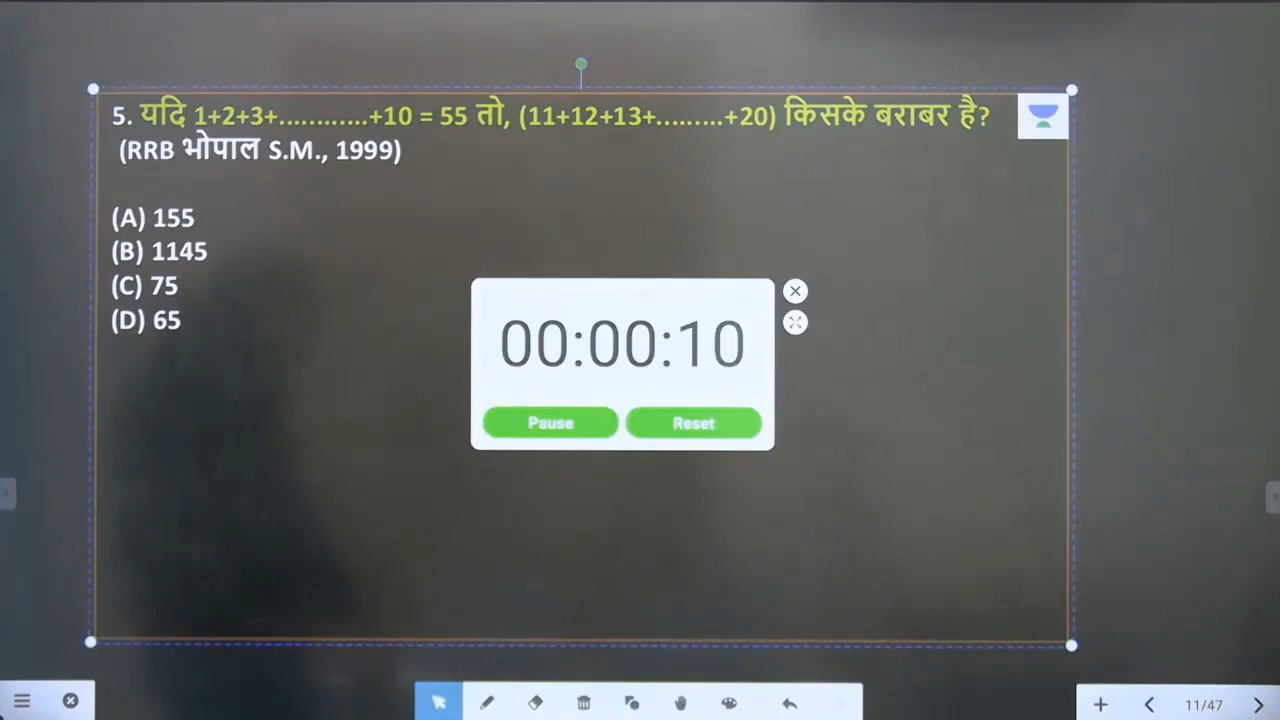 5. यदि 1+2+3+............+10 = 55 तो, (11+12+13+.........+20) किसके बराबर है?
(RRB भोपाल S.M., 1999)
(A) 155
(B) 1145
(C) 75
(D) 65
00:00:10
Pause Reset
11/47